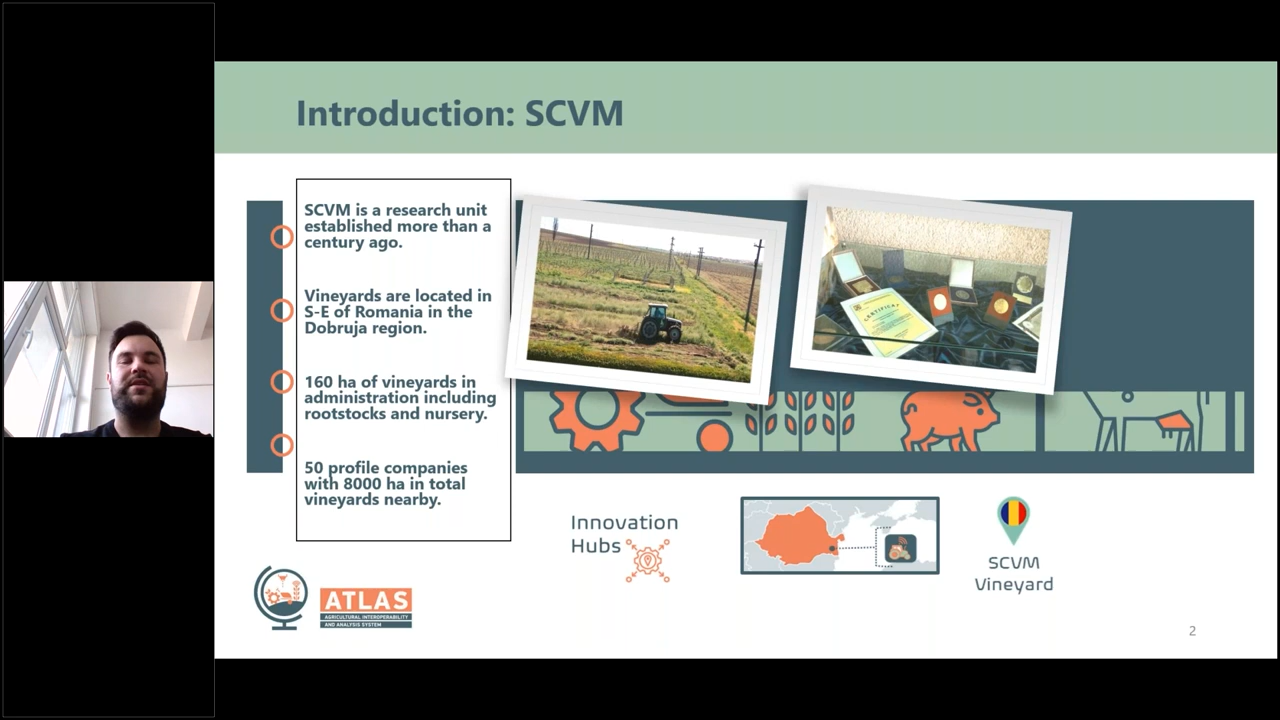 Introduction: SCVM
SCVM is a research unit
established more than a
century ago.
Vineyards are located in
S-E of Romania in the
Dobruja region.
160 ha of vineyards in
administration including
rootstocks and nursery.
50 profile companies
with 8000 ha in total
vineyards nearby.
CERTIFICAT
Innovation
Hubs
SCVM
Vineyard
ATLAS
AGRICULTURAL INTEROPERABILITY
AND ANALYSIS SYSTEM
2